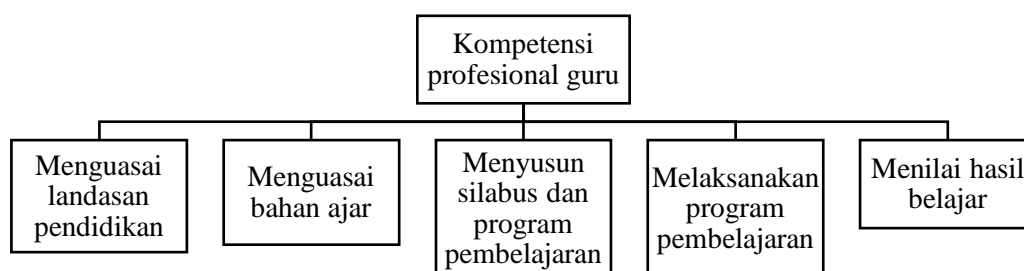 Kompetensi
profesional guru
Menguasai
landasan
pendidikan
Menguasai
bahan ajar
Menyusun
silabus dan
program
pembelajaran
Melaksanakan
program
pembelajaran
Menilai hasil
belajar